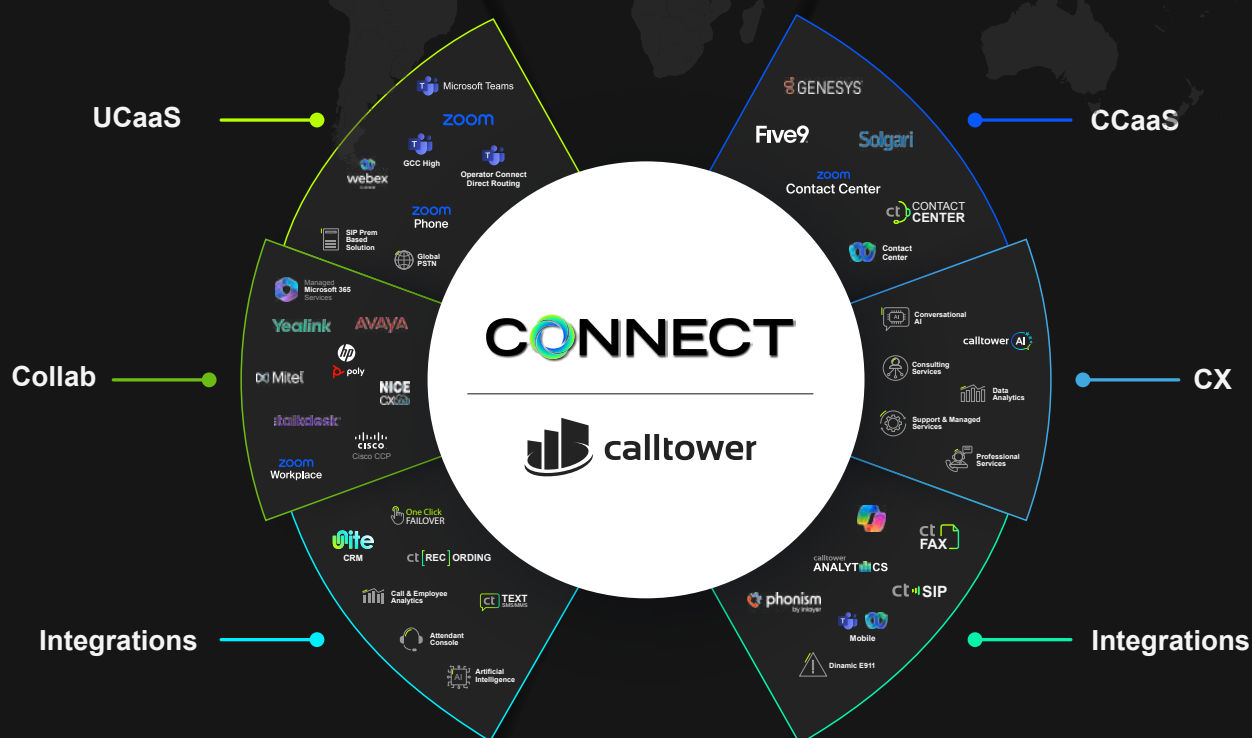 UCaaS
Microsoft Teams
zoom
GCC High
Operator Connect
Direct Routing
webex
zoom
Phone
SIP Prem
Based
Solution
Global
PSTN
CCaaS
GENESYS
Five9
Solgari
zoom
Contact Center
ct CONTACT
CENTER
Contact
Center
Collab
Managed
Microsoft 365
Services
Yealink
AVAYA
hp
poly
Mitel
NICE
CXone
talkdesk
CISCO
Cisco CCP
zoom
Workplace
CONNECT
calltower
CX
Conversational
AI
AI
calltower AI
Consulting
Services
Data
Analytics
Support & Managed
Services
Professional
Services
Integrations
One Click
FAILOVER
Unite
CRM
ct [REC]ORDING
Call & Employee
Analytics
ct TEXT
SMS/MMS
Attendant
Console
AI
Artificial
Intelligence
Integrations
ct
FAX
calltower
ANALYTICS
ct SIP
phonism
by inlayer
Mobile
Dinamic E911